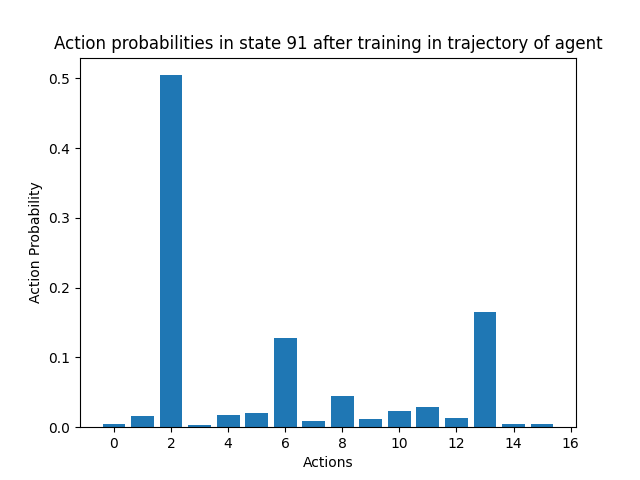 Action probabilities in state 91 after training in trajectory of agent
0.5
0.4
0.3
0.2
0.1
0.0
Action Probability
0 2 4 6 8 10 12 14 16
Actions